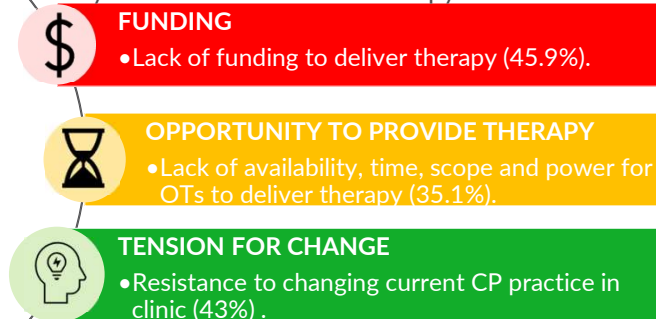 $
FUNDING
•Lack of funding to deliver therapy (45.9%).
OPPORTUNITY TO PROVIDE THERAPY
•Lack of availability, time, scope and power for
OTs to deliver therapy (35.1%).
TENSION FOR CHANGE
•Resistance to changing current CP practice in
clinic (43%) .